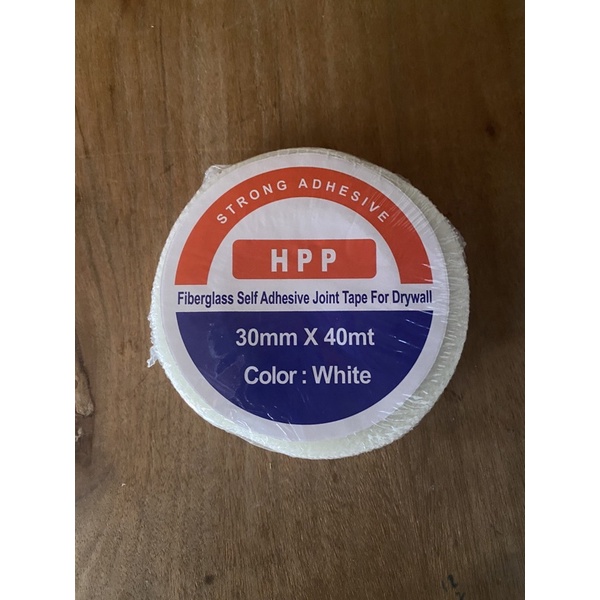 STRONG ADHESIVE
HPP
Fiberglass Self Adhesive Joint Tape For Drywall
30mm X 40mt
Color : White